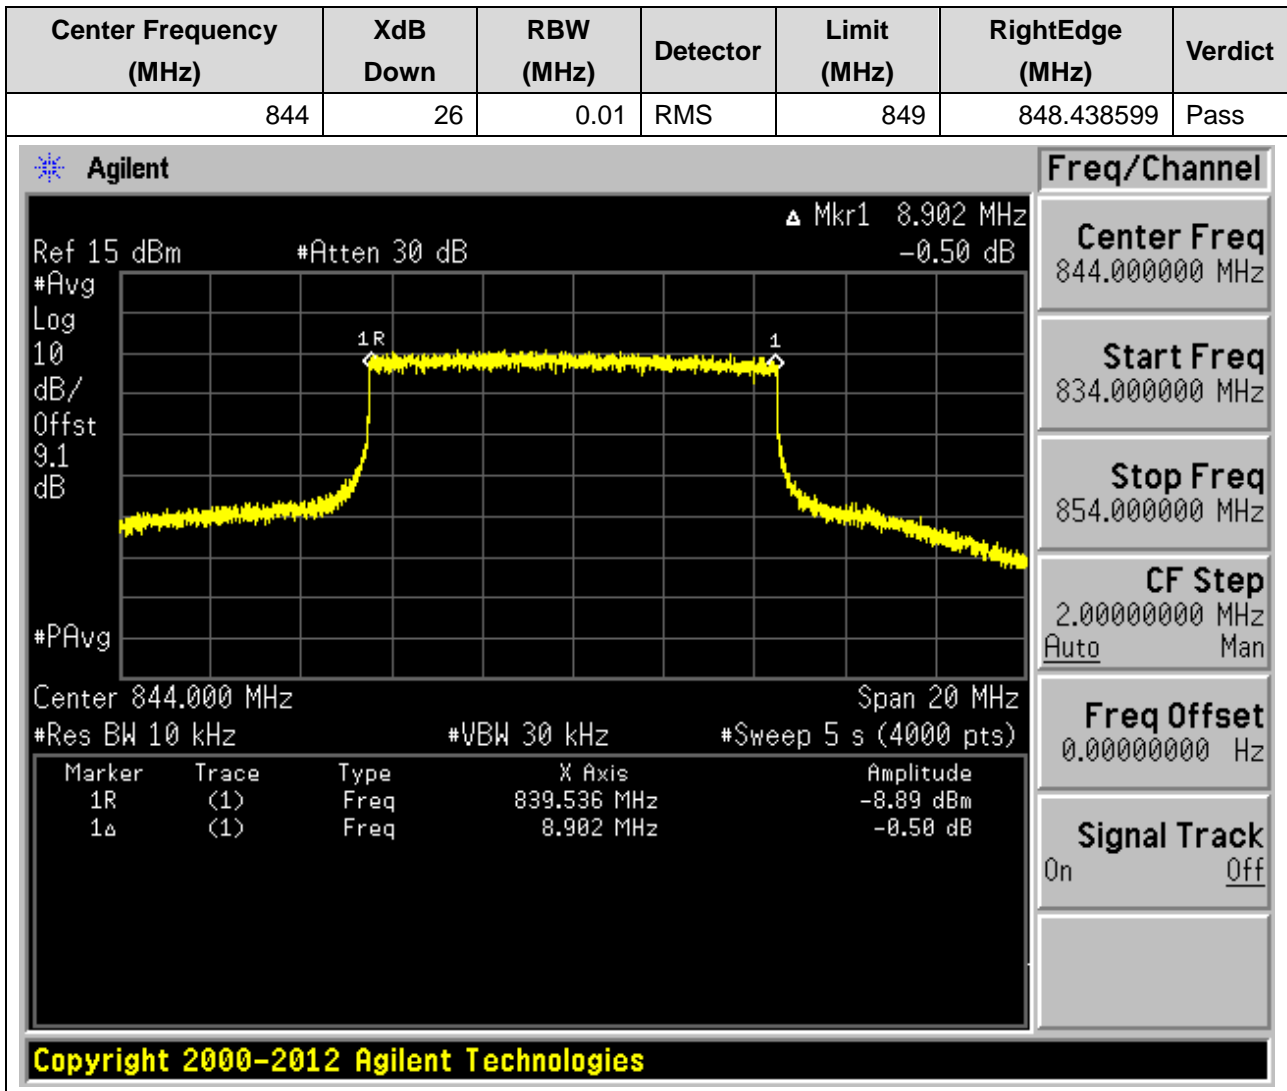 Center Frequency (MHz) XdB Down RBW (MHz) Detector Limit (MHz) RightEdge (MHz) Verdict
844 26 0.01 RMS 849 848.438599 Pass
Agilent
Freq/Channel
Δ Mkr1 8.902 MHz
Ref 15 dBm #Atten 30 dB -0.50 dB
#Avg
Log
10
dB/
Offst
9.1
dB
1R
1
#PAvg
Center 844.000 MHz Span 20 MHz
#Res BW 10 kHz #VBW 30 kHz #Sweep 5 s (4000 pts)
Marker Trace Type X Axis Amplitude
1R (1) Freq 839.536 MHz -8.89 dBm
1Δ (1) Freq 8.902 MHz -0.50 dB
Center Freq
844.000000 MHz
Start Freq
834.000000 MHz
Stop Freq
854.000000 MHz
CF Step
2.00000000 MHz
Auto Man
Freq Offset
0.00000000 Hz
Signal Track
On Off
Copyright 2000-2012 Agilent Technologies